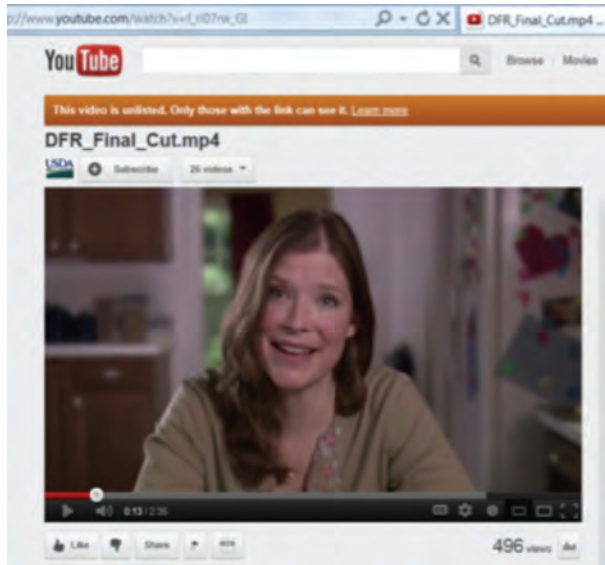 www.youtube.com/watch?v=f_ri07rw_GI
DFR_Final_Cut.mp4 ...
YouTube
Browse
Movies
This video is unlisted. Only those with the link can see it. Learn more
DFR_Final_Cut.mp4
USDA
Subscribe
26 videos
0:13 / 2:36
Like
Share
496 views